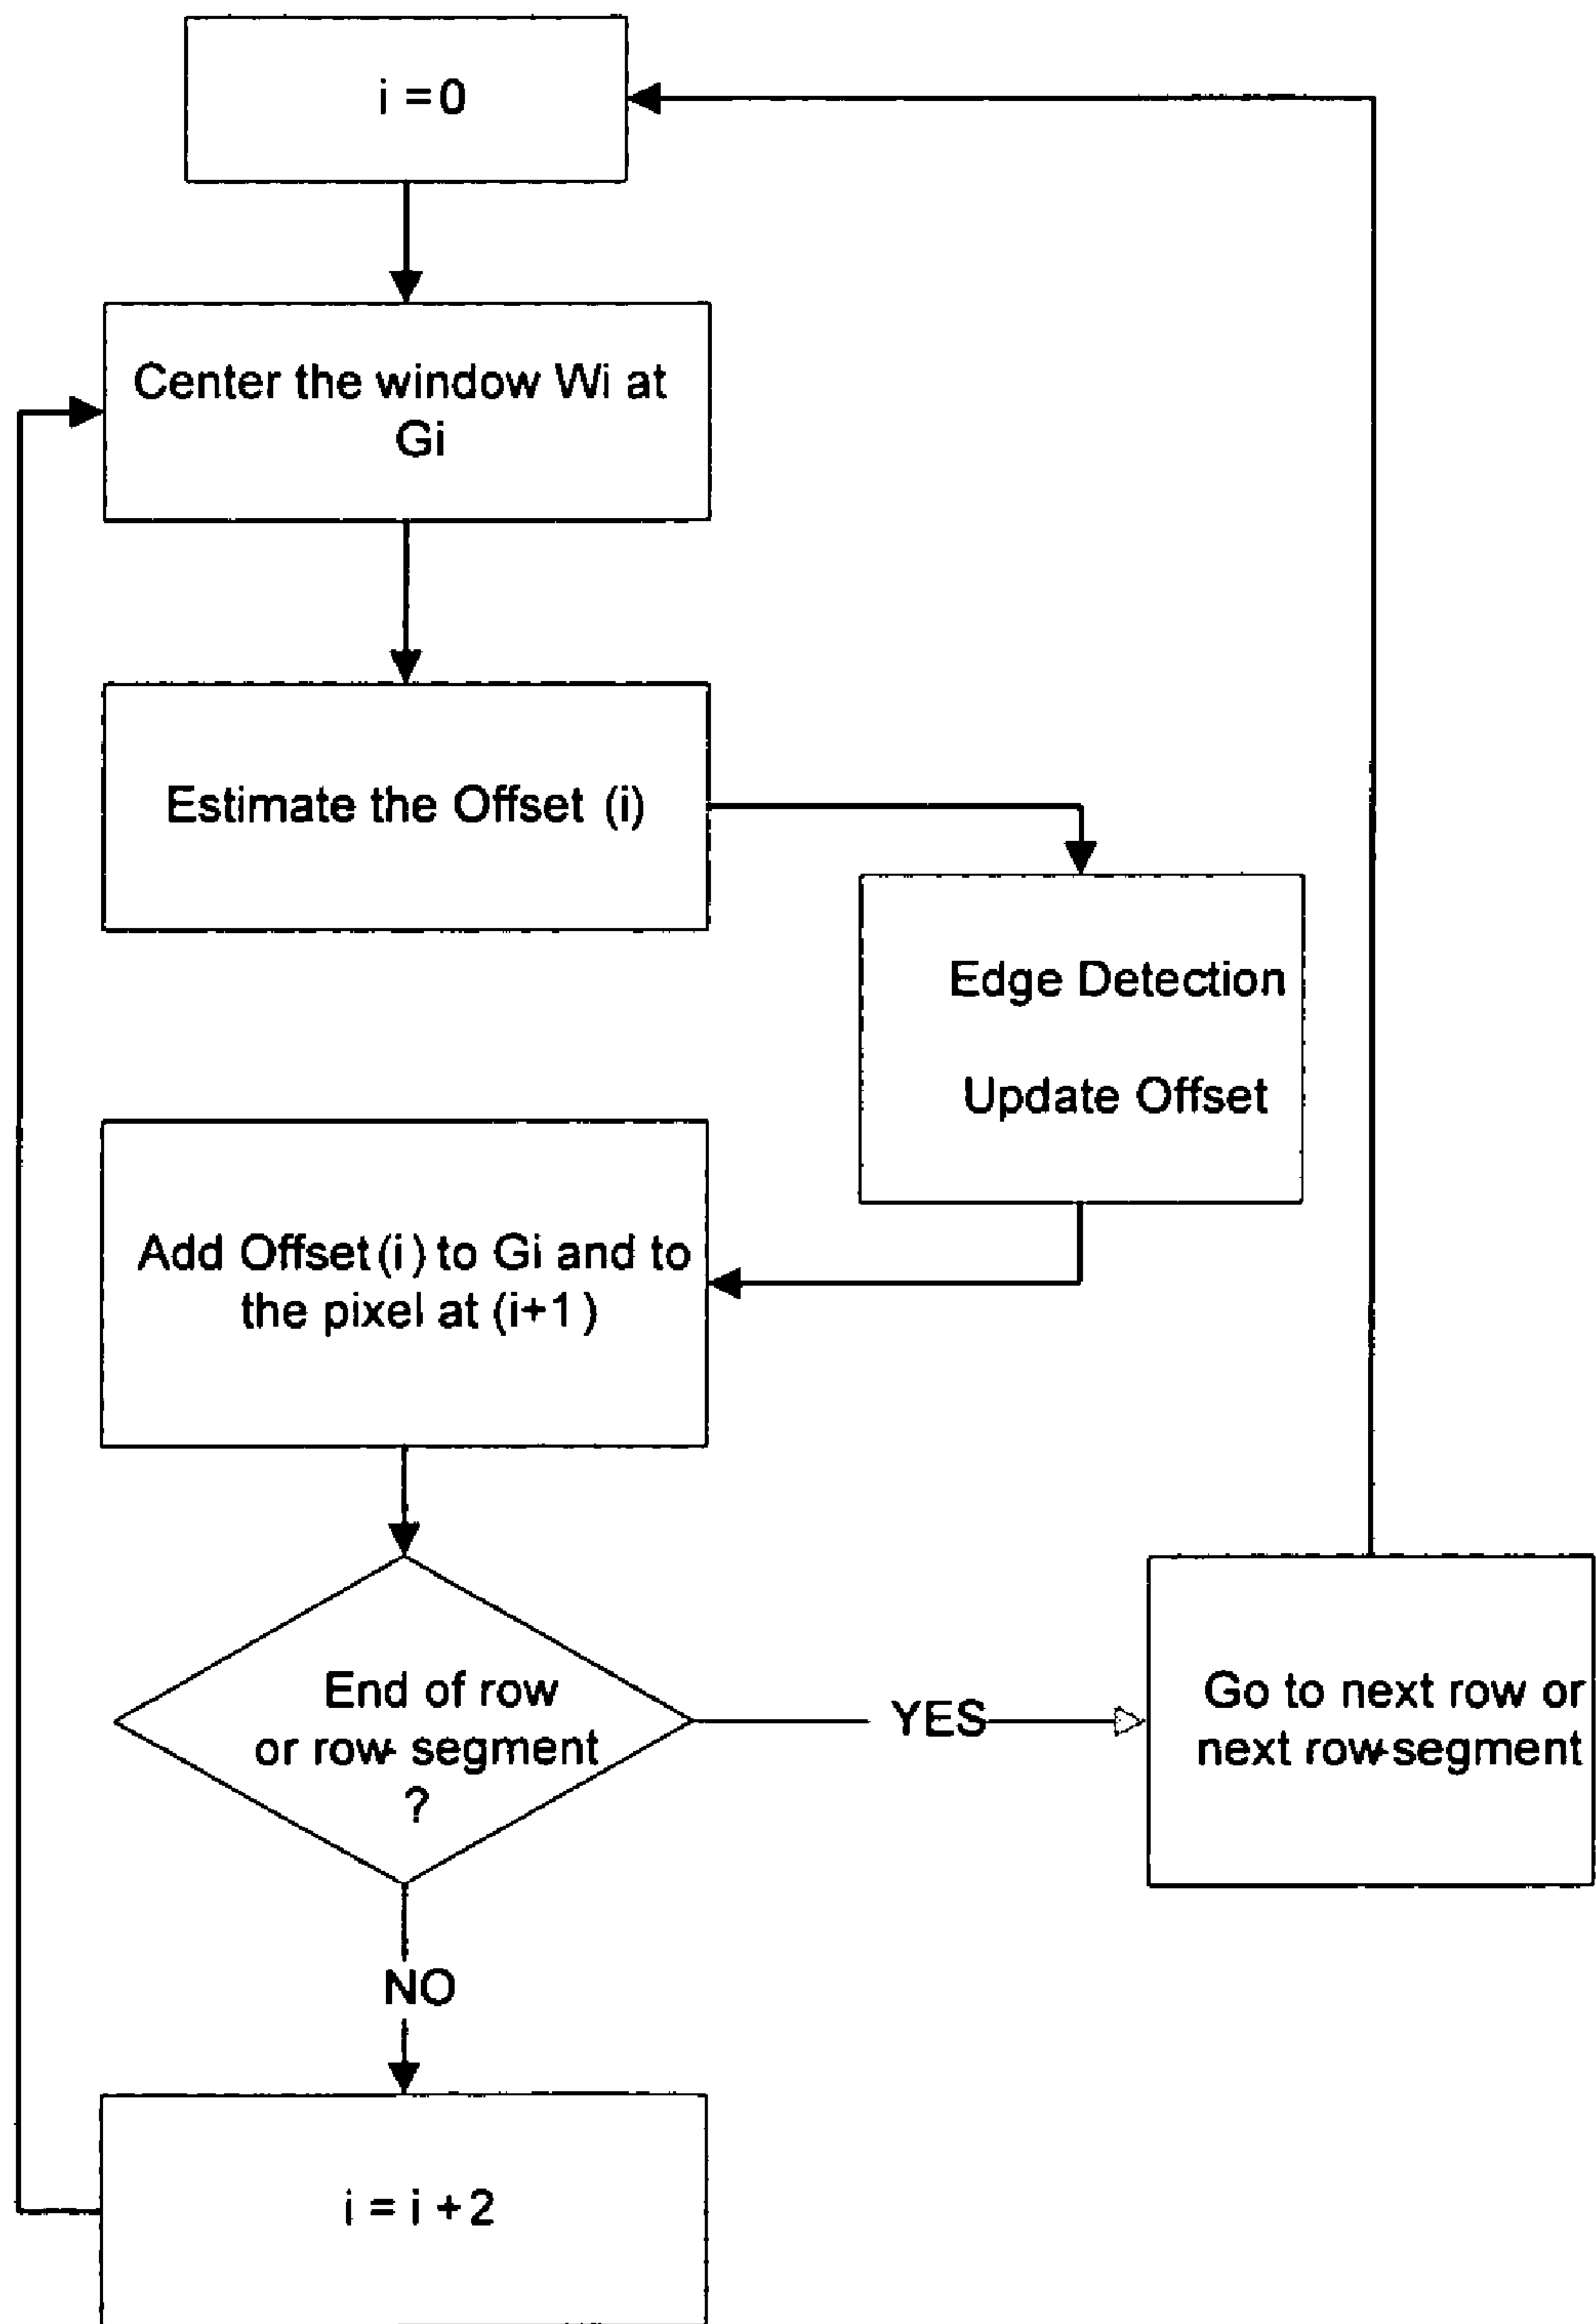 i = 0
Center the window Wi at
Gi
Estimate the Offset (i)
Edge Detection
Update Offset
Add Offset (i) to Gi and to
the pixel at (i+1)
End of row
or row- segment
?
YES
Go to next row or
next row-segment
NO
i = i + 2